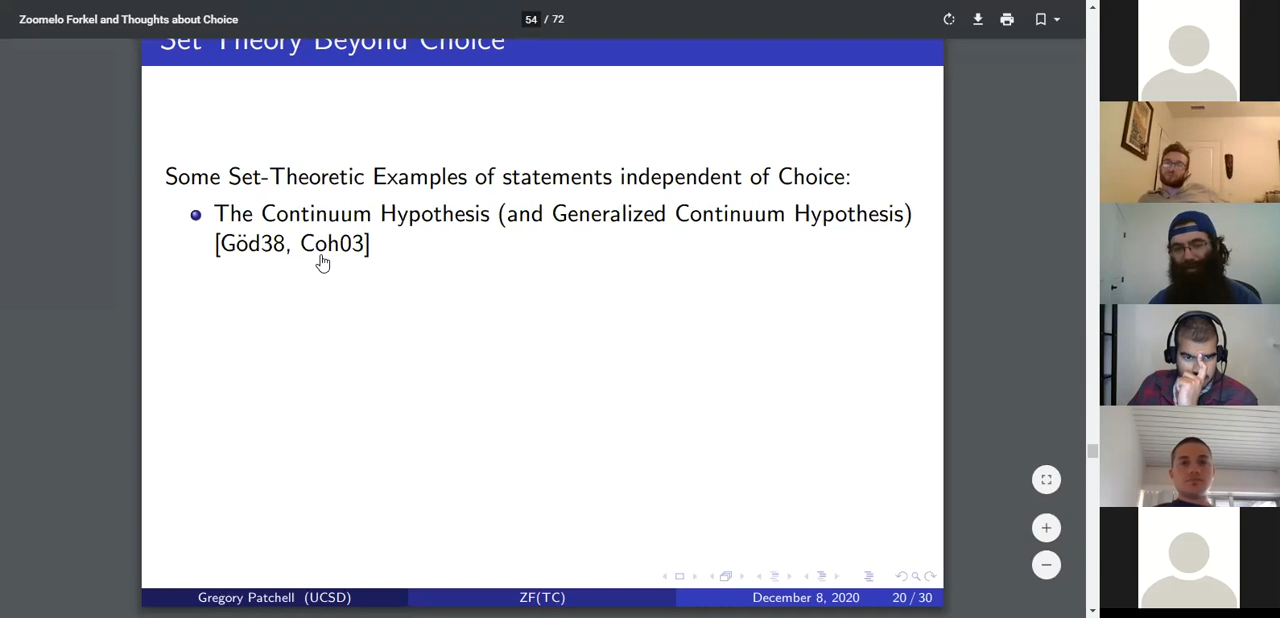 Zoomelo Forkel and Thoughts about Choice
54 / 72
Set Theory Beyond Choice
Some Set-Theoretic Examples of statements independent of Choice:
The Continuum Hypothesis (and Generalized Continuum Hypothesis)
[Göd38, Coh03]
Gregory Patchell (UCSD) ZF(TC) December 8, 2020 20 / 30